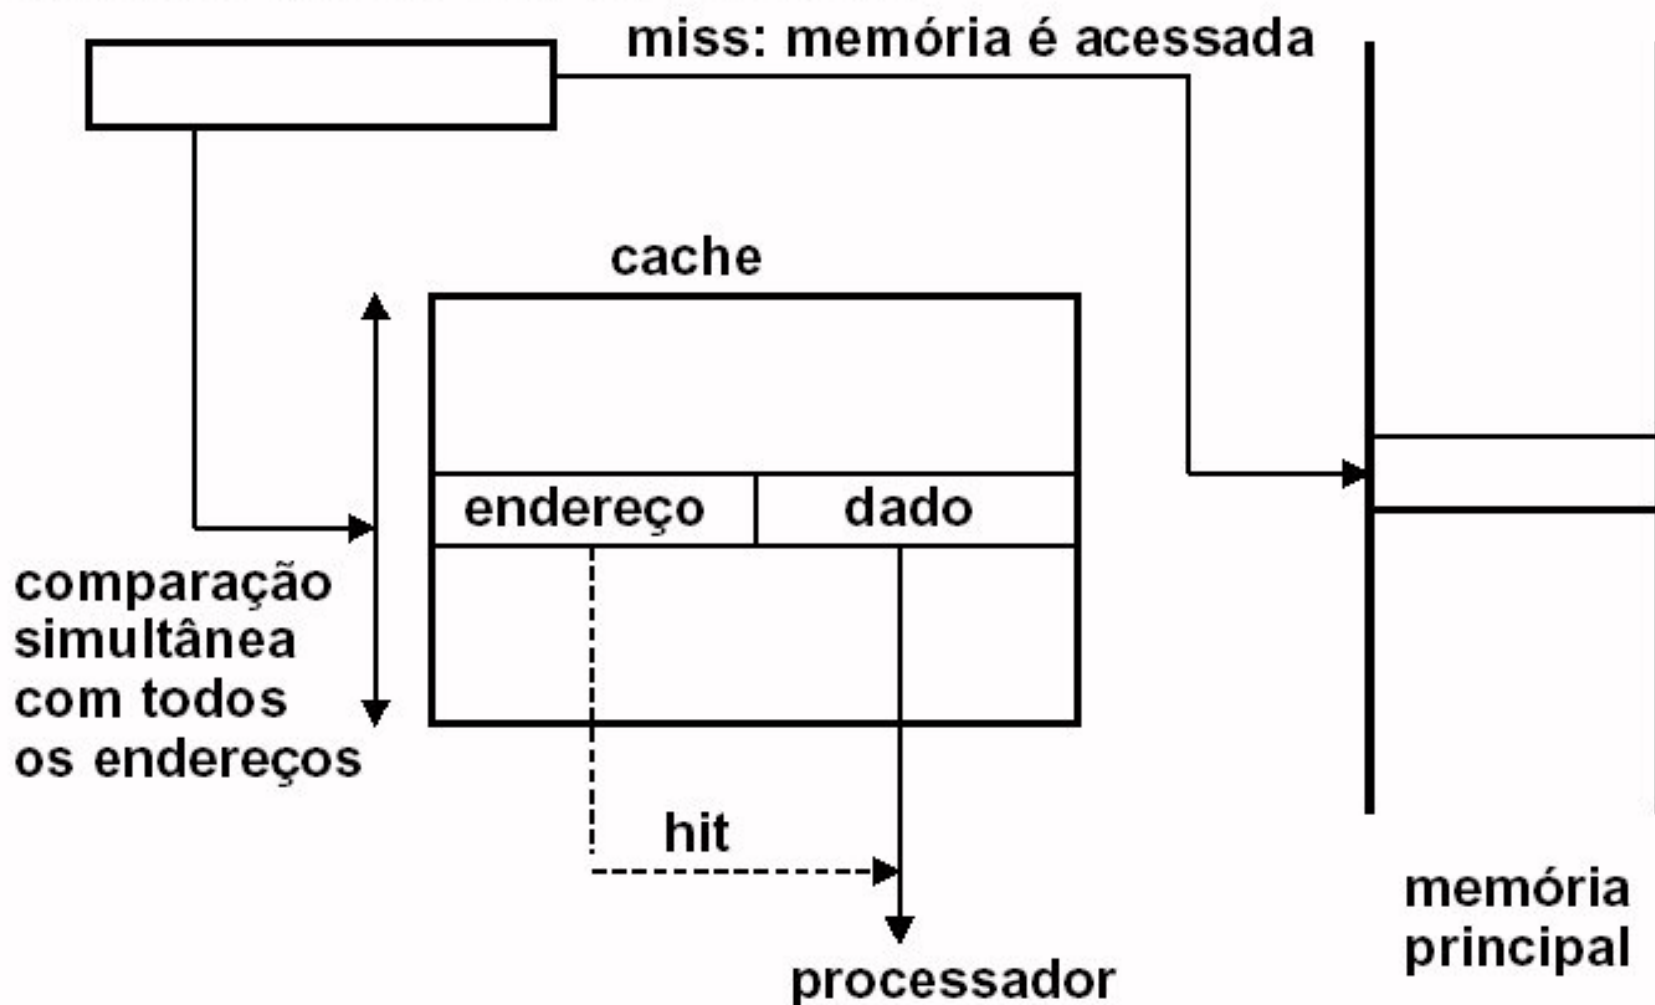 miss: memória é acessada
cache
endereço dado
comparação
simultânea
com todos
os endereços
hit
memória
principal
processador